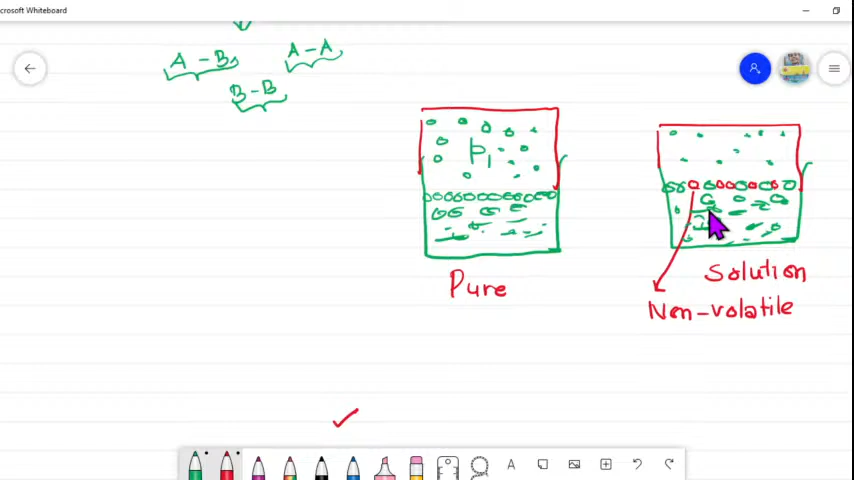 crosoft Whiteboard
A - B
A - A
B - B
P1
Pure
Solution
Non-volatile
A